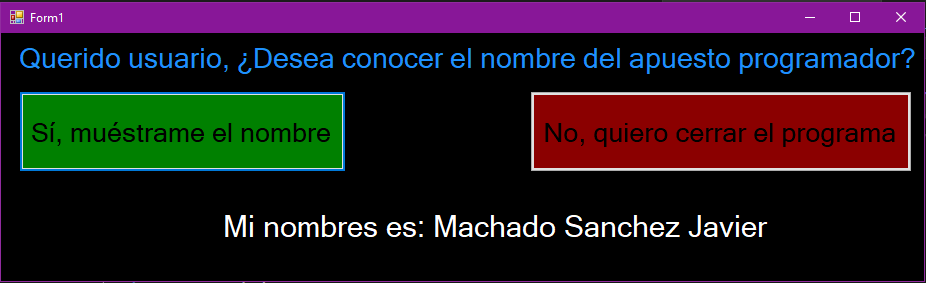 Form1
Querido usuario, ¿Desea conocer el nombre del apuesto programador?
Sí, muéstrame el nombre
No, quiero cerrar el programa
Mi nombres es: Machado Sanchez Javier